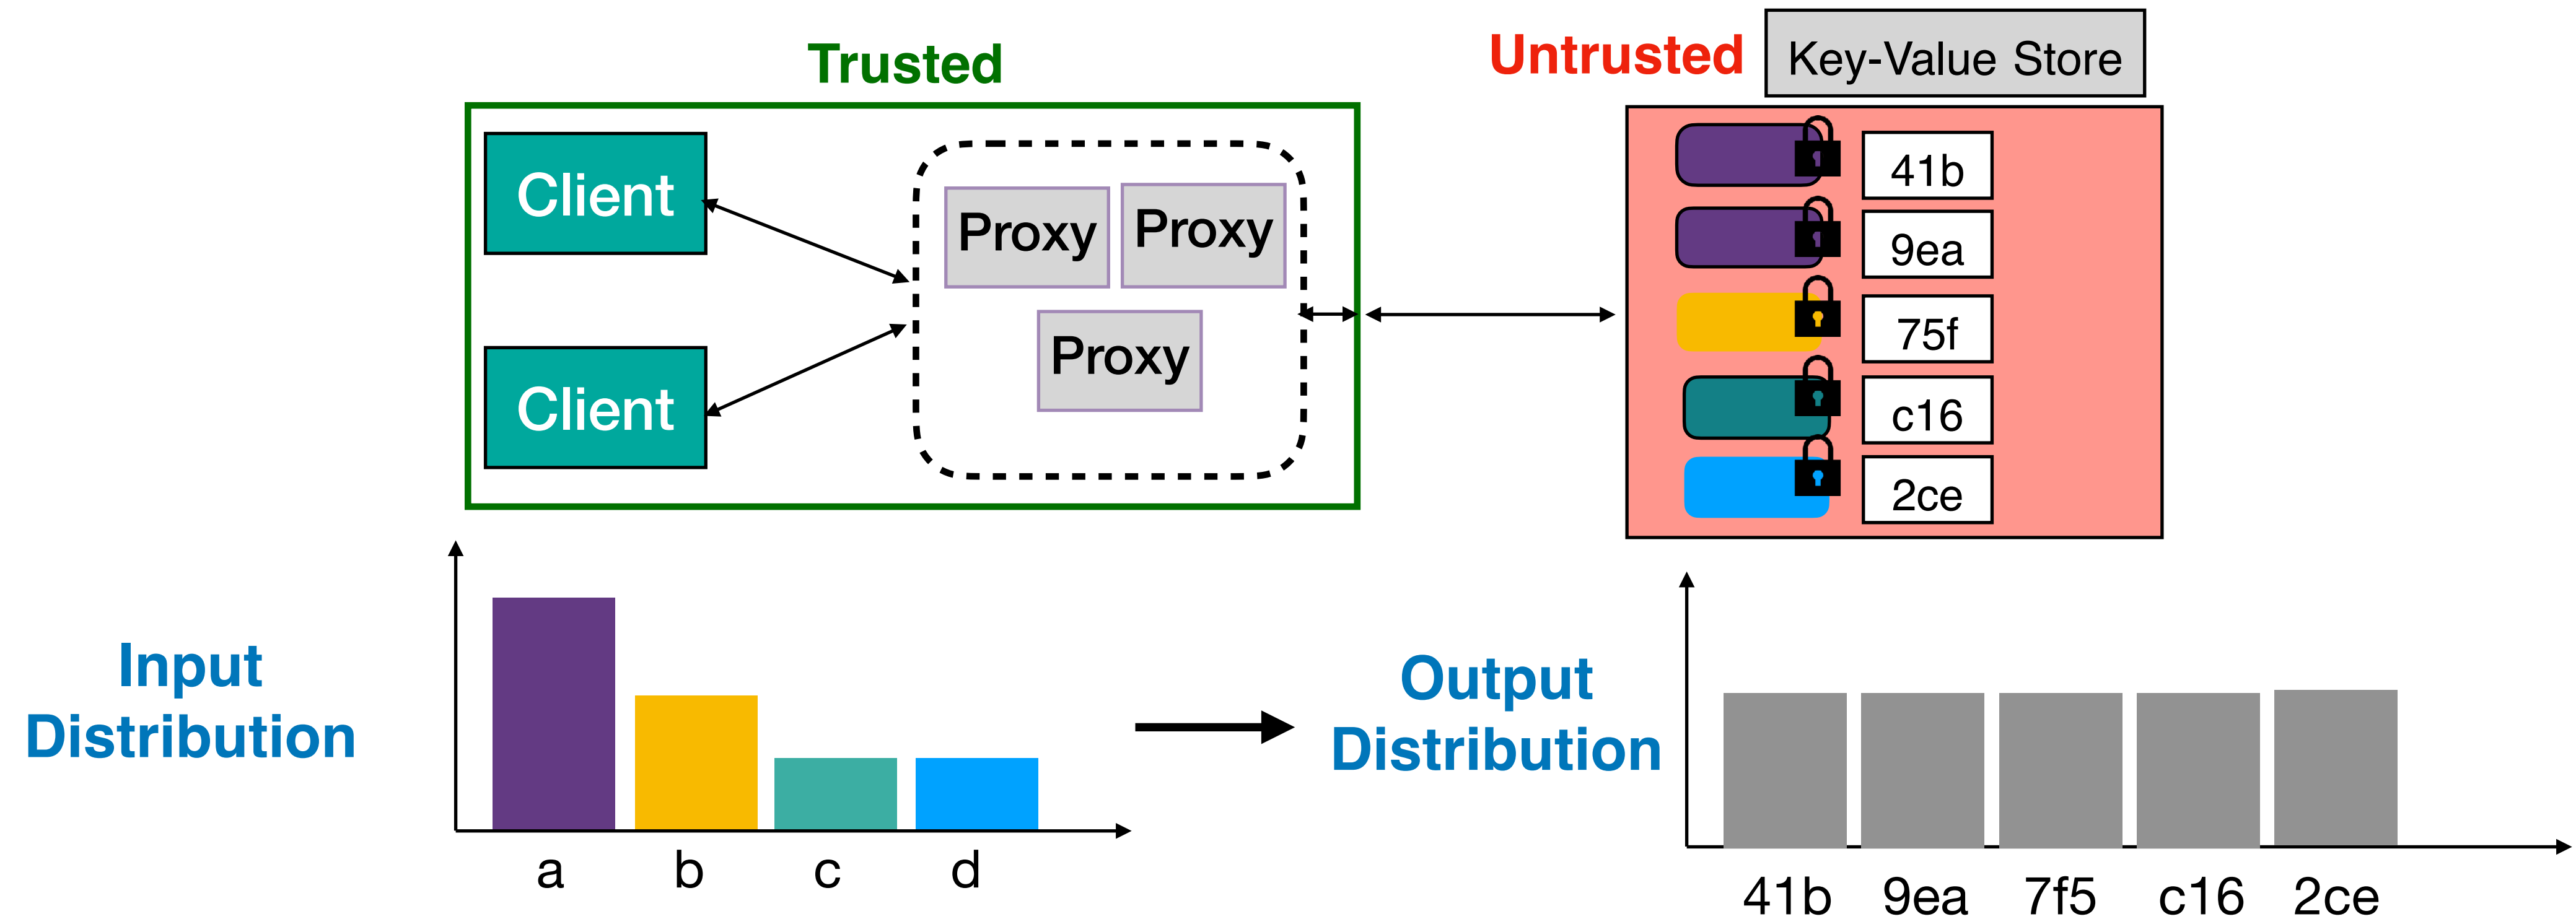 Trusted
Untrusted
Key-Value Store
Client
Client
Proxy
Proxy
Proxy
41b
9ea
75f
c16
2ce
Input
Distribution
a
b
c
d
Output
Distribution
41b
9ea
7f5
c16
2ce